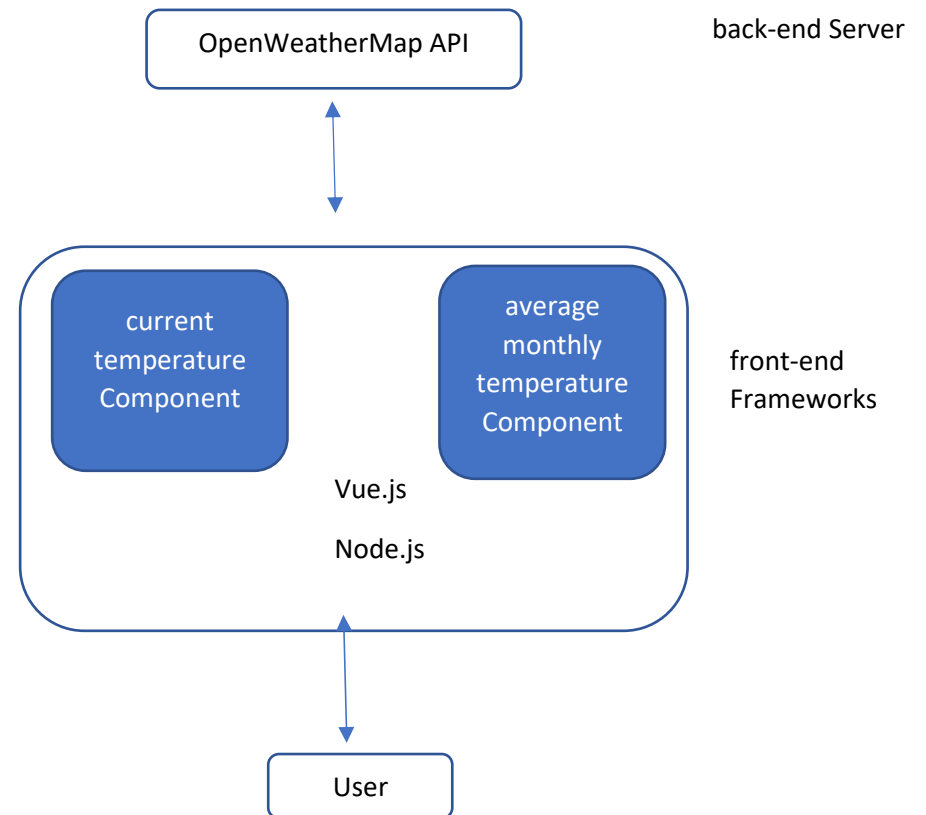 OpenWeatherMap API
back-end Server
current
temperature
Component
average
monthly
temperature
Component
front-end
Frameworks
Vue.js
Node.js
User